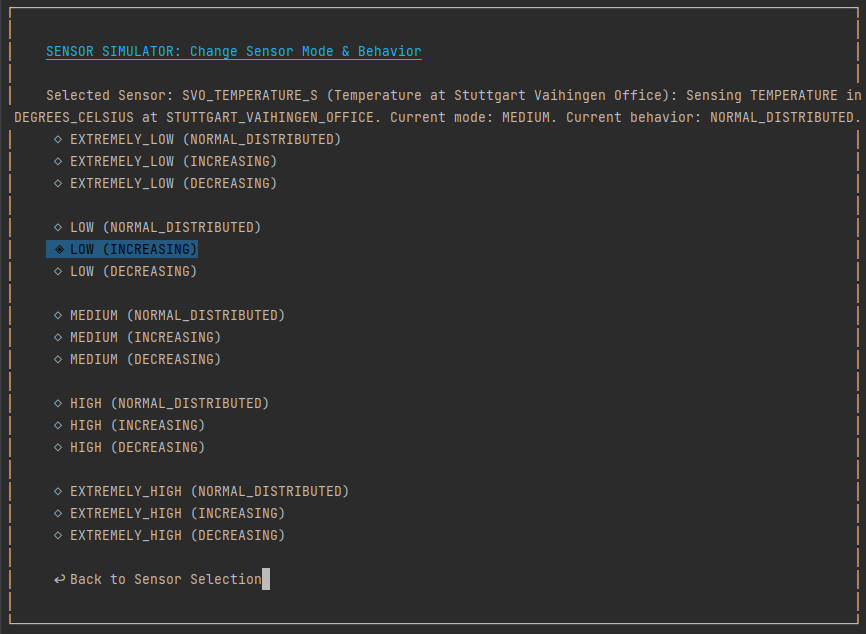 SENSOR SIMULATOR: Change Sensor Mode & Behavior
Selected Sensor: SVO_TEMPERATURE_S (Temperature at Stuttgart Vaihingen Office): Sensing TEMPERATURE in
DEGREES_CELSIUS at STUTTGART_VAIHINGEN_OFFICE. Current mode: MEDIUM. Current behavior: NORMAL_DISTRIBUTED.
◇ EXTREMELY_LOW (NORMAL_DISTRIBUTED)
◇ EXTREMELY_LOW (INCREASING)
◇ EXTREMELY_LOW (DECREASING)
◇ LOW (NORMAL_DISTRIBUTED)
◈ LOW (INCREASING)
◇ LOW (DECREASING)
◇ MEDIUM (NORMAL_DISTRIBUTED)
◇ MEDIUM (INCREASING)
◇ MEDIUM (DECREASING)
◇ HIGH (NORMAL_DISTRIBUTED)
◇ HIGH (INCREASING)
◇ HIGH (DECREASING)
◇ EXTREMELY_HIGH (NORMAL_DISTRIBUTED)
◇ EXTREMELY_HIGH (INCREASING)
◇ EXTREMELY_HIGH (DECREASING)
↩ Back to Sensor Selection